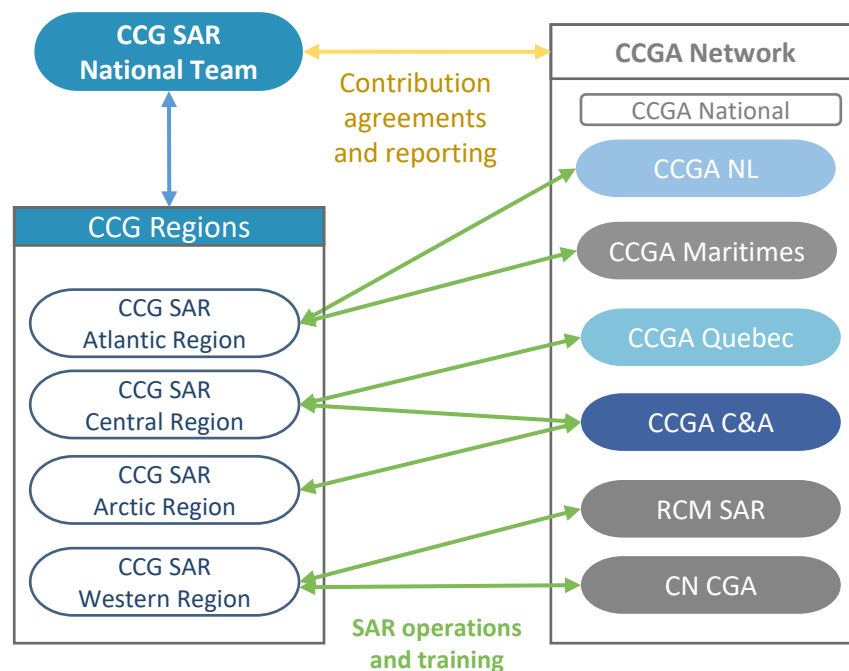 CCG SAR
National Team
CCGA Network
Contribution
agreements
and reporting
CCGA National
CCGA NL
CCG Regions
CCGA Maritimes
CCG SAR
Atlantic Region
CCGA Quebec
CCG SAR
Central Region
CCGA C&A
CCG SAR
Arctic Region
RCM SAR
CCG SAR
Western Region
CN CGA
SAR operations
and training